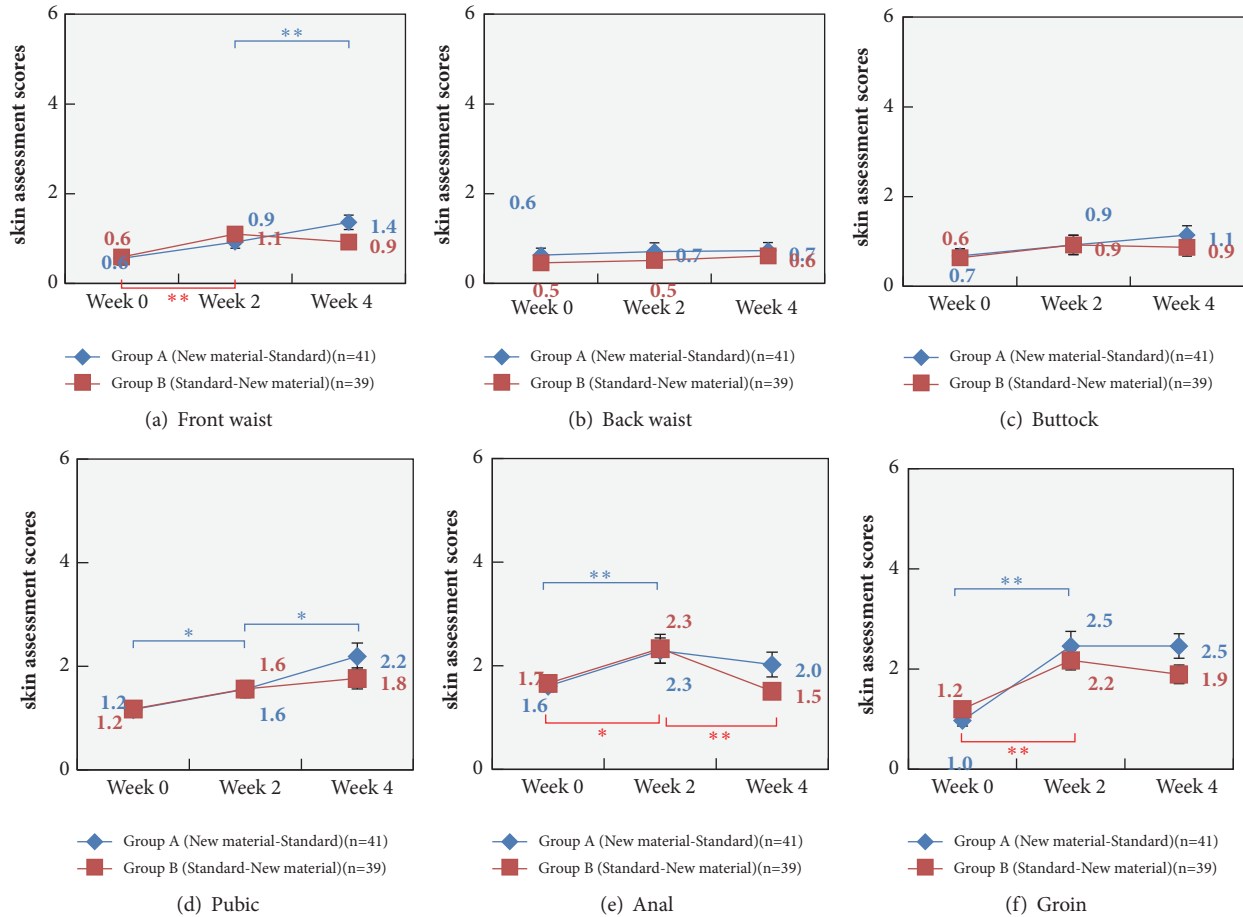 6
4
2
0
skin assessment scores
**
0.6
0.6
0.9
1.1
1.4
0.9
**
Week 0
Week 2
Week 4
Group A (New material-Standard)(n=41)
Group B (Standard-New material)(n=39)
(a) Front waist
6
4
2
0
skin assessment scores
0.6
0.7
0.7
0.6
0.5
0.5
Week 0
Week 2
Week 4
Group A (New material-Standard)(n=41)
Group B (Standard-New material)(n=39)
(b) Back waist
6
4
2
0
skin assessment scores
0.6
0.7
0.9
0.9
1.1
0.9
Week 0
Week 2
Week 4
Group A (New material-Standard)(n=41)
Group B (Standard-New material)(n=39)
(c) Buttock
6
4
2
0
skin assessment scores
*
*
1.2
1.2
1.6
1.6
2.2
1.8
Week 0
Week 2
Week 4
Group A (New material-Standard)(n=41)
Group B (Standard-New material)(n=39)
(d) Pubic
6
4
2
0
skin assessment scores
**
1.7
1.6
2.3
2.3
2.0
1.5
*
**
Week 0
Week 2
Week 4
Group A (New material-Standard)(n=41)
Group B (Standard-New material)(n=39)
(e) Anal
6
4
2
0
skin assessment scores
**
1.2
1.0
2.5
2.2
2.5
1.9
**
Week 0
Week 2
Week 4
Group A (New material-Standard)(n=41)
Group B (Standard-New material)(n=39)
(f) Groin